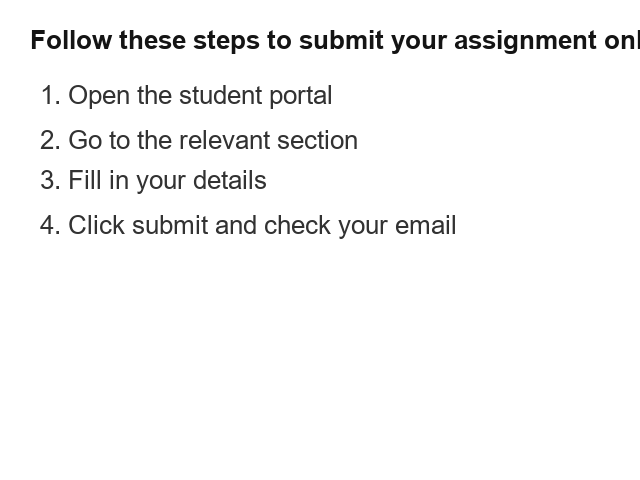 Follow these steps to submit your assignment
1. Open the student portal
2. Go to the relevant section
3. Fill in your details
4. Click submit and check your email